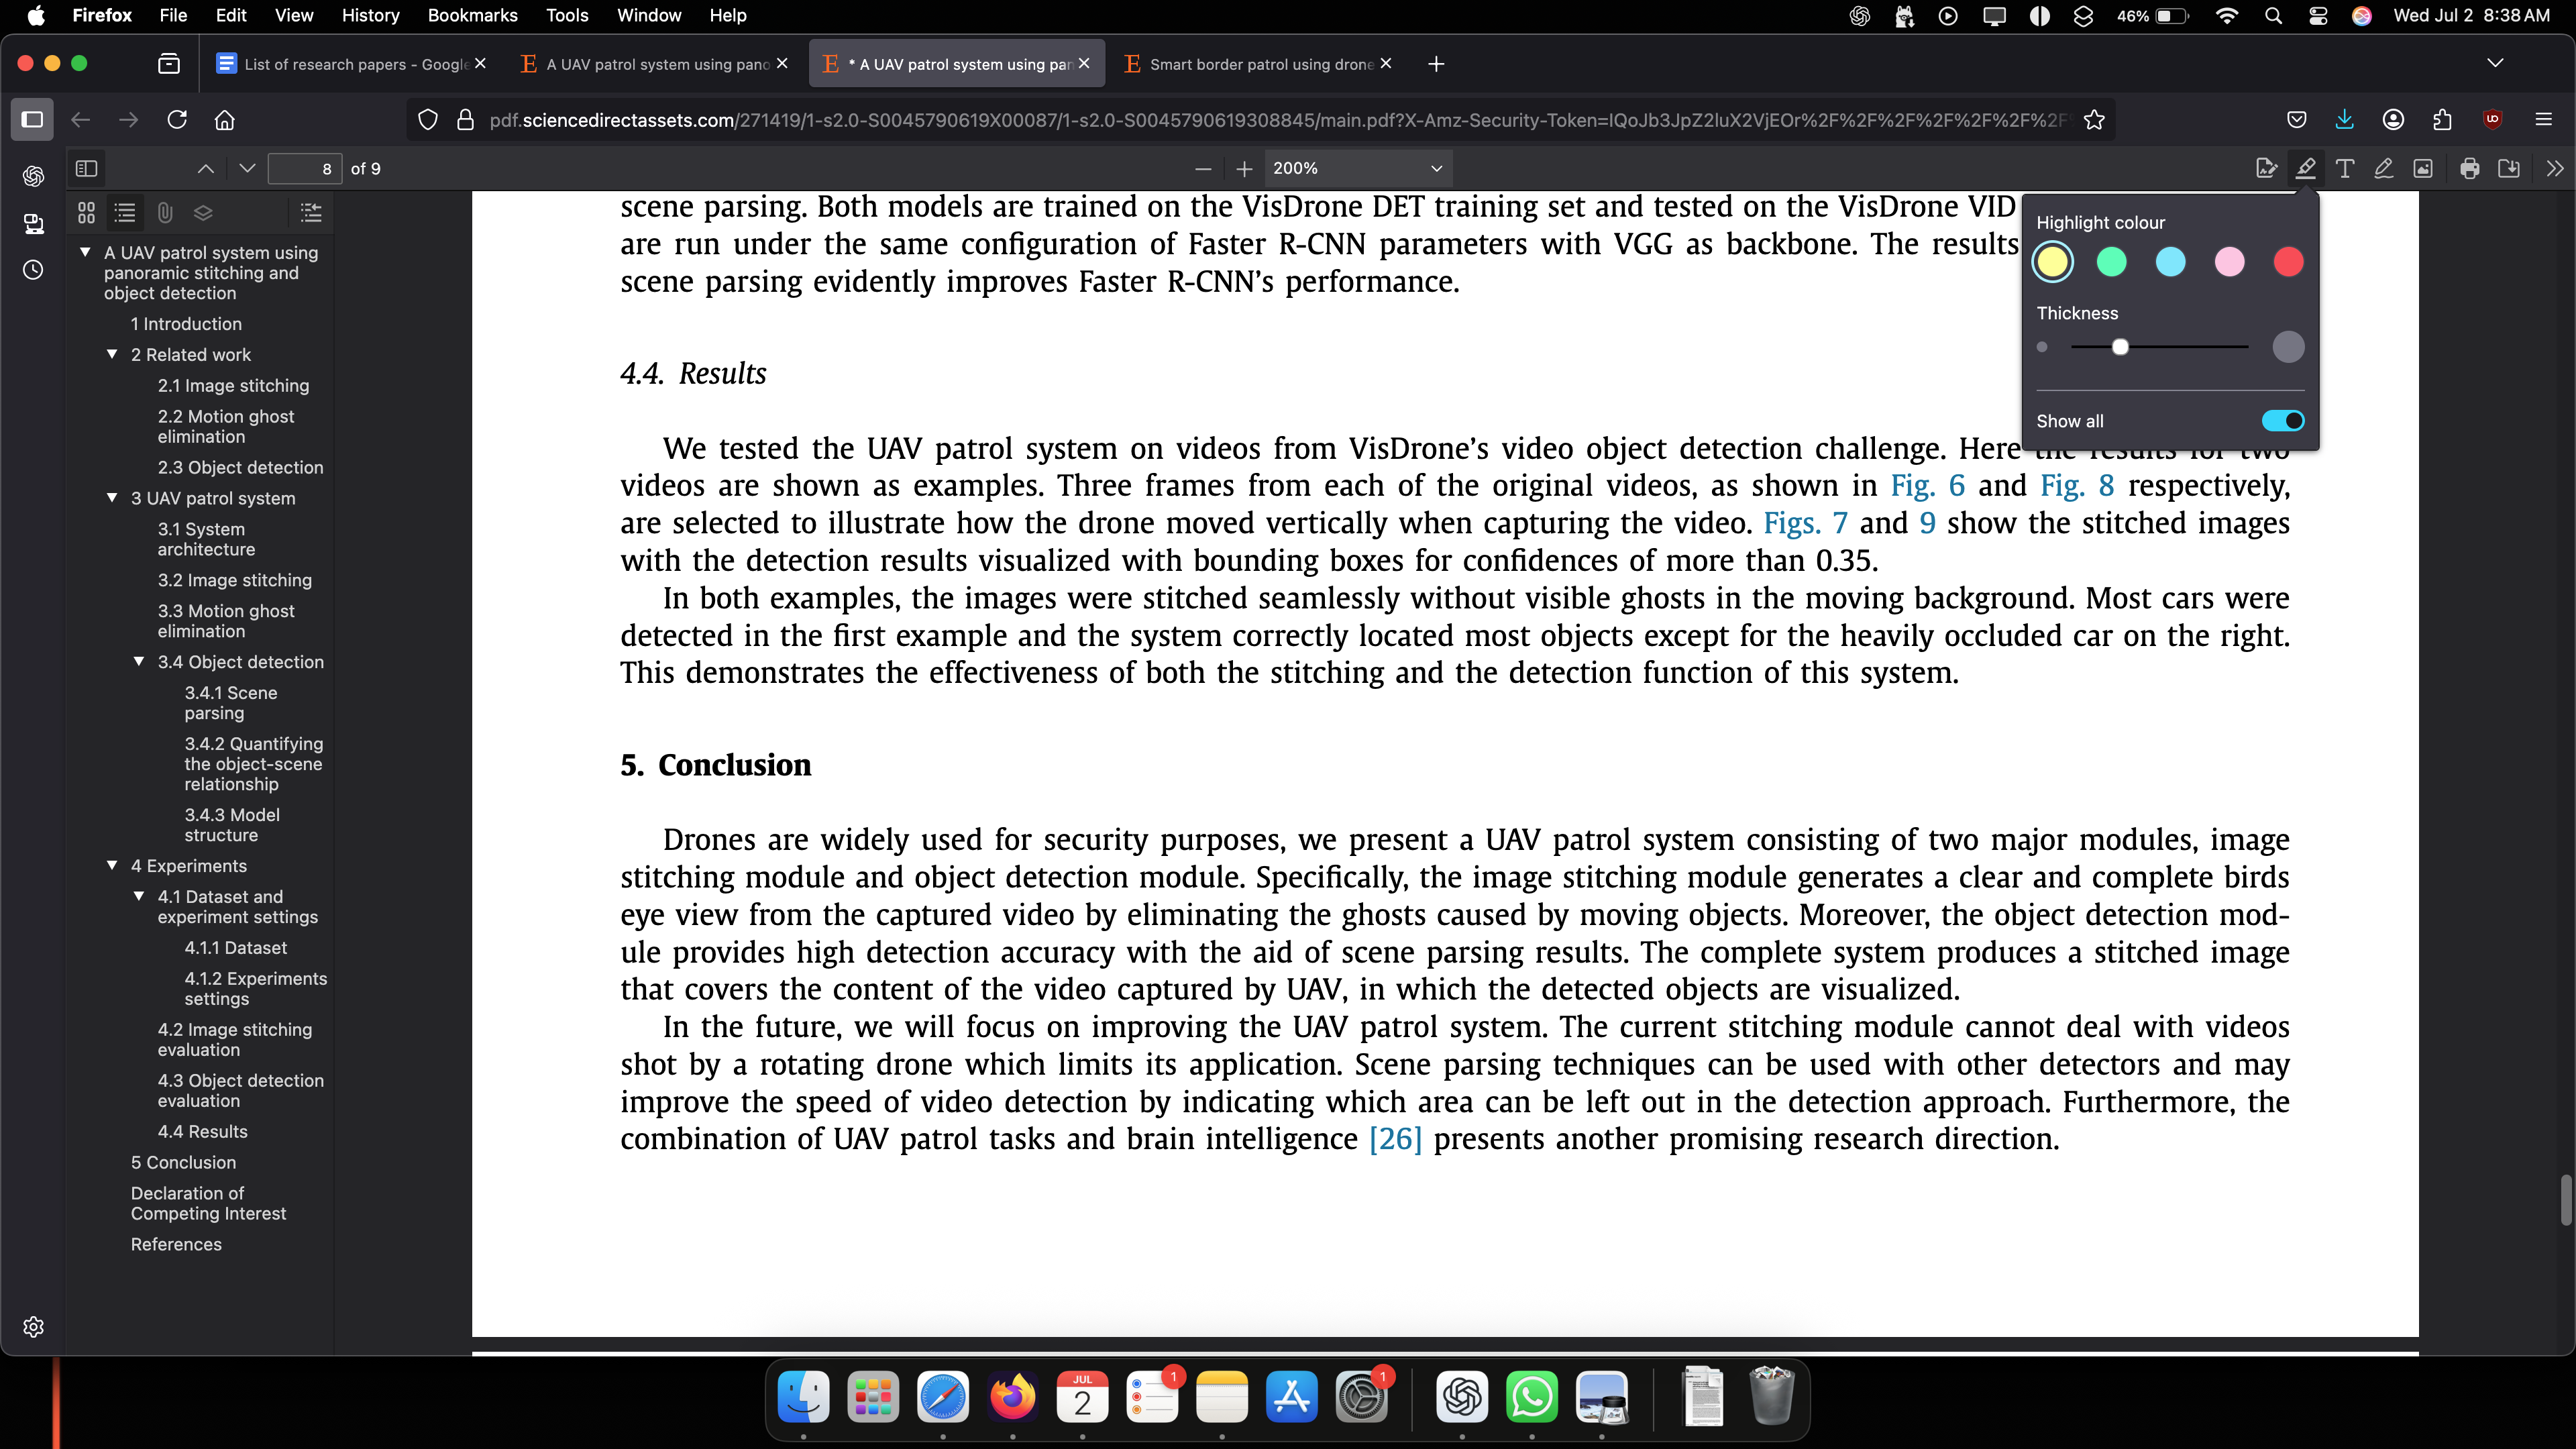 Firefox File Edit View History Bookmarks Tools Window Help 46% Wed Jul 2 8:38 AM
List of research papers - Google A UAV patrol system using pano * A UAV patrol system using pan Smart border patrol using drone
pdf.sciencedirectassets.com/271419/1-s2.0-S0045790619X00087/1-s2.0-S0045790619308845/main.pdf?X-Amz-Security-Token=IQoJb3JpZ2luX2VjEOr%2F%2F%2F%2F%2F%2F%2F
8 of 9 200%
A UAV patrol system using
panoramic stitching and
object detection
1 Introduction
2 Related work
2.1 Image stitching
2.2 Motion ghost
elimination
2.3 Object detection
3 UAV patrol system
3.1 System
architecture
3.2 Image stitching
3.3 Motion ghost
elimination
3.4 Object detection
3.4.1 Scene
parsing
3.4.2 Quantifying
the object-scene
relationship
3.4.3 Model
structure
4 Experiments
4.1 Dataset and
experiment settings
4.1.1 Dataset
4.1.2 Experiments
settings
4.2 Image stitching
evaluation
4.3 Object detection
evaluation
4.4 Results
5 Conclusion
Declaration of
Competing Interest
References
scene parsing. Both models are trained on the VisDrone DET training set and tested on the VisDrone VID
are run under the same configuration of Faster R-CNN parameters with VGG as backbone. The results
scene parsing evidently improves Faster R-CNN's performance.
Highlight colour
Thickness
Show all
4.4. Results
We tested the UAV patrol system on videos from VisDrone's video object detection challenge. Here the results for two
videos are shown as examples. Three frames from each of the original videos, as shown in Fig. 6 and Fig. 8 respectively,
are selected to illustrate how the drone moved vertically when capturing the video. Figs. 7 and 9 show the stitched images
with the detection results visualized with bounding boxes for confidences of more than 0.35.
In both examples, the images were stitched seamlessly without visible ghosts in the moving background. Most cars were
detected in the first example and the system correctly located most objects except for the heavily occluded car on the right.
This demonstrates the effectiveness of both the stitching and the detection function of this system.
5. Conclusion
Drones are widely used for security purposes, we present a UAV patrol system consisting of two major modules, image
stitching module and object detection module. Specifically, the image stitching module generates a clear and complete birds
eye view from the captured video by eliminating the ghosts caused by moving objects. Moreover, the object detection mod-
ule provides high detection accuracy with the aid of scene parsing results. The complete system produces a stitched image
that covers the content of the video captured by UAV, in which the detected objects are visualized.
In the future, we will focus on improving the UAV patrol system. The current stitching module cannot deal with videos
shot by a rotating drone which limits its application. Scene parsing techniques can be used with other detectors and may
improve the speed of video detection by indicating which area can be left out in the detection approach. Furthermore, the
combination of UAV patrol tasks and brain intelligence [26] presents another promising research direction.
JUL
2
1
1